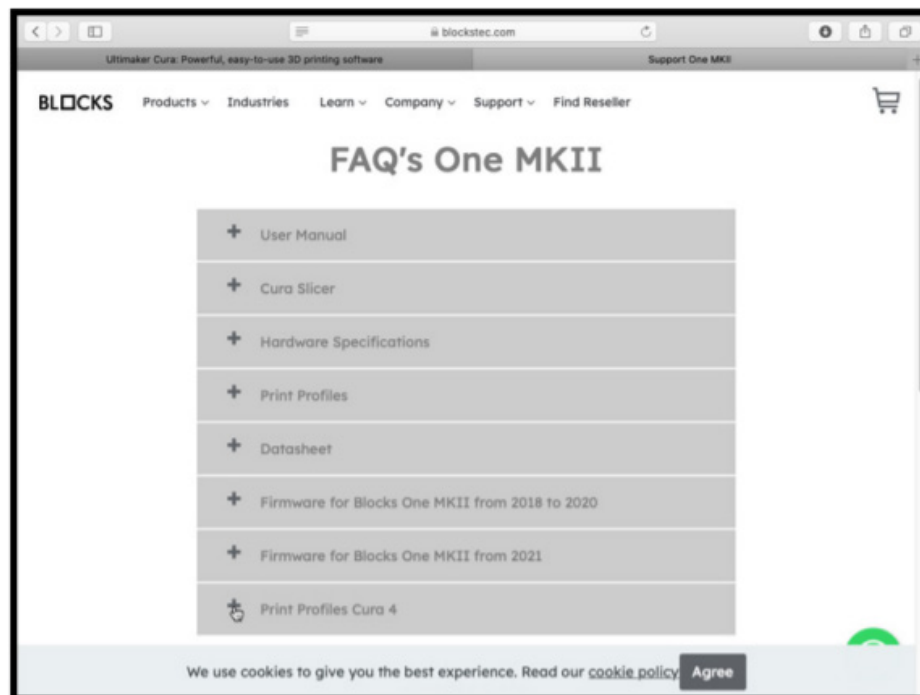 blockstec.com
Ultimaker Cura: Powerful, easy-to-use 3D printing software
Support One MKII
BLOCKS
Products
Industries
Learn
Company
Support
Find Reseller
FAQ's One MKII
+ User Manual
+ Cura Slicer
+ Hardware Specifications
+ Print Profiles
+ Datasheet
+ Firmware for Blocks One MKII from 2018 to 2020
+ Firmware for Blocks One MKII from 2021
+ Print Profiles Cura 4
We use cookies to give you the best experience. Read our cookie policy
Agree